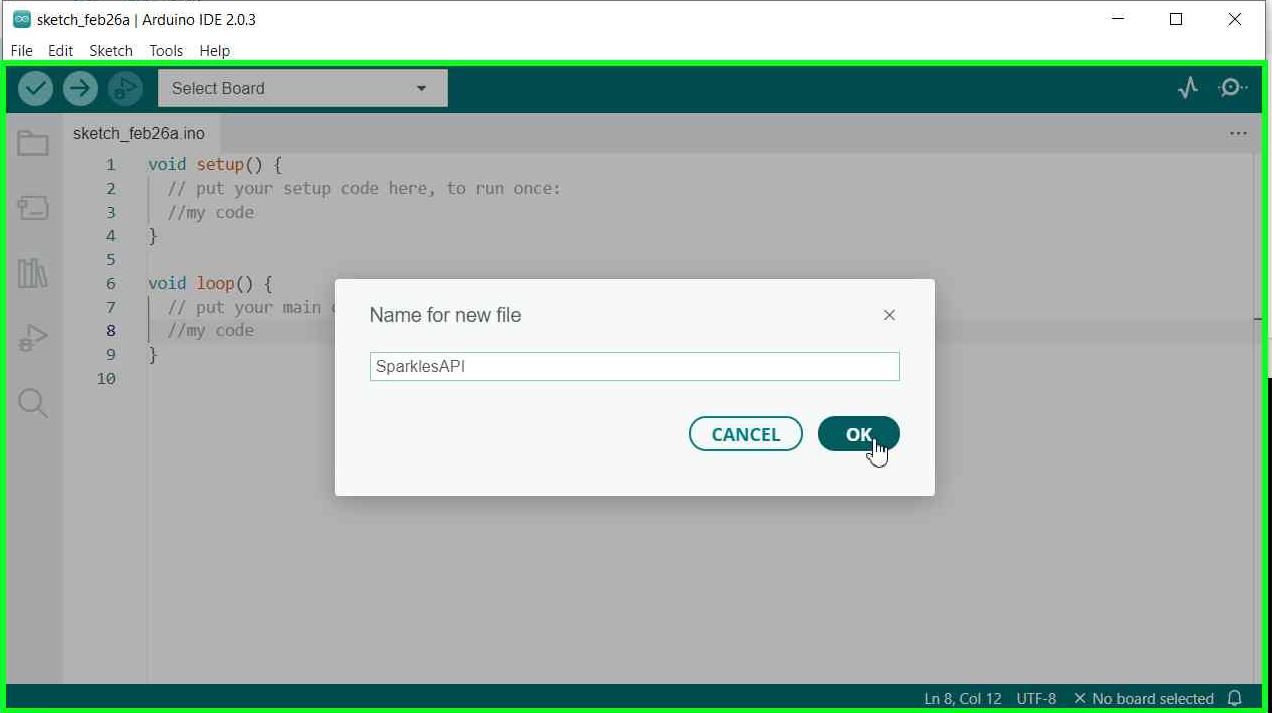 sketch_feb26a | Arduino IDE 2.0.3
File Edit Sketch Tools Help
Select Board
sketch_feb26a.ino
1 void setup() {
2 // put your setup code here, to run once:
3 //my code
4 }
5
6 void loop() {
7 // put your main
8 //my code
9 }
10
Name for new file
SparklesAPI
CANCEL OK
Ln 8, Col 12 UTF-8 No board selected